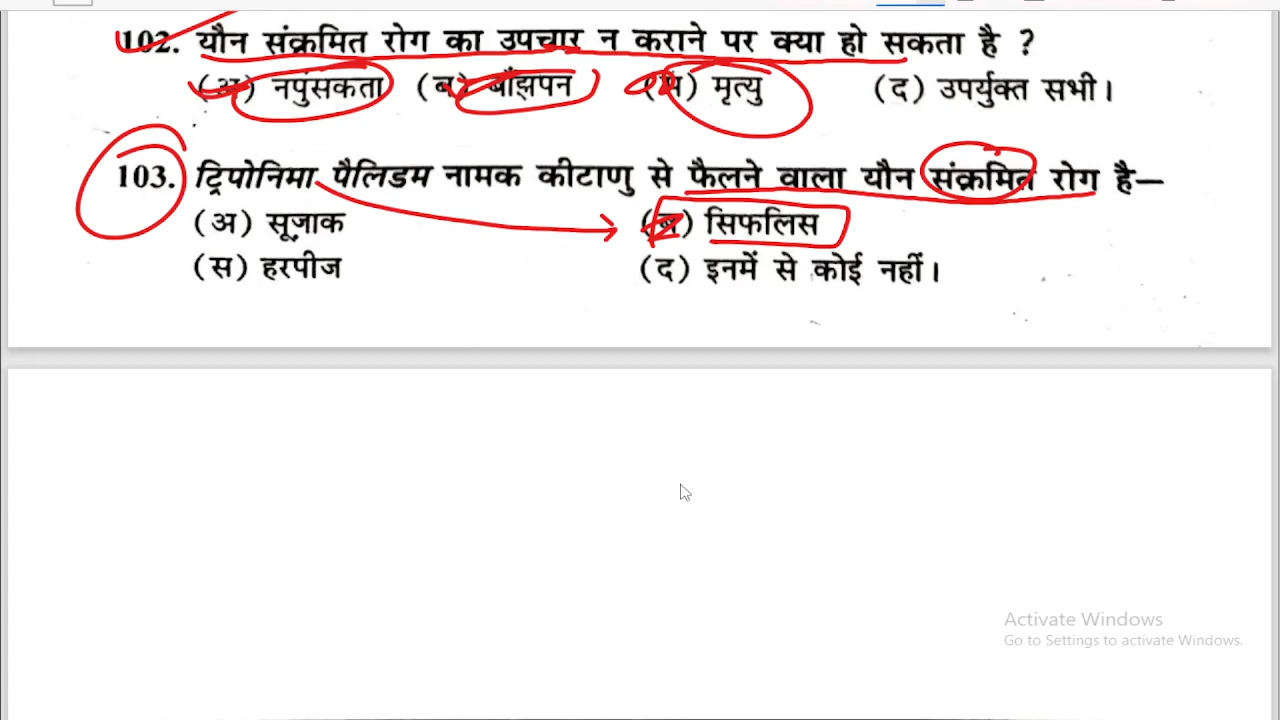 102. यौन संक्रमित रोग का उपचार न कराने पर क्या हो सकता है ?
(अ) नपुंसकता (ब) बाँझपन (स) मृत्यु (द) उपर्युक्त सभी।
103. ट्रिपोनिमा पैलिडम नामक कीटाणु से फैलने वाला यौन संक्रमित रोग है—
(अ) सूज़ाक (ब) सिफलिस
(स) हरपीज (द) इनमें से कोई नहीं।
Activate Windows
Go to Settings to activate Windows.